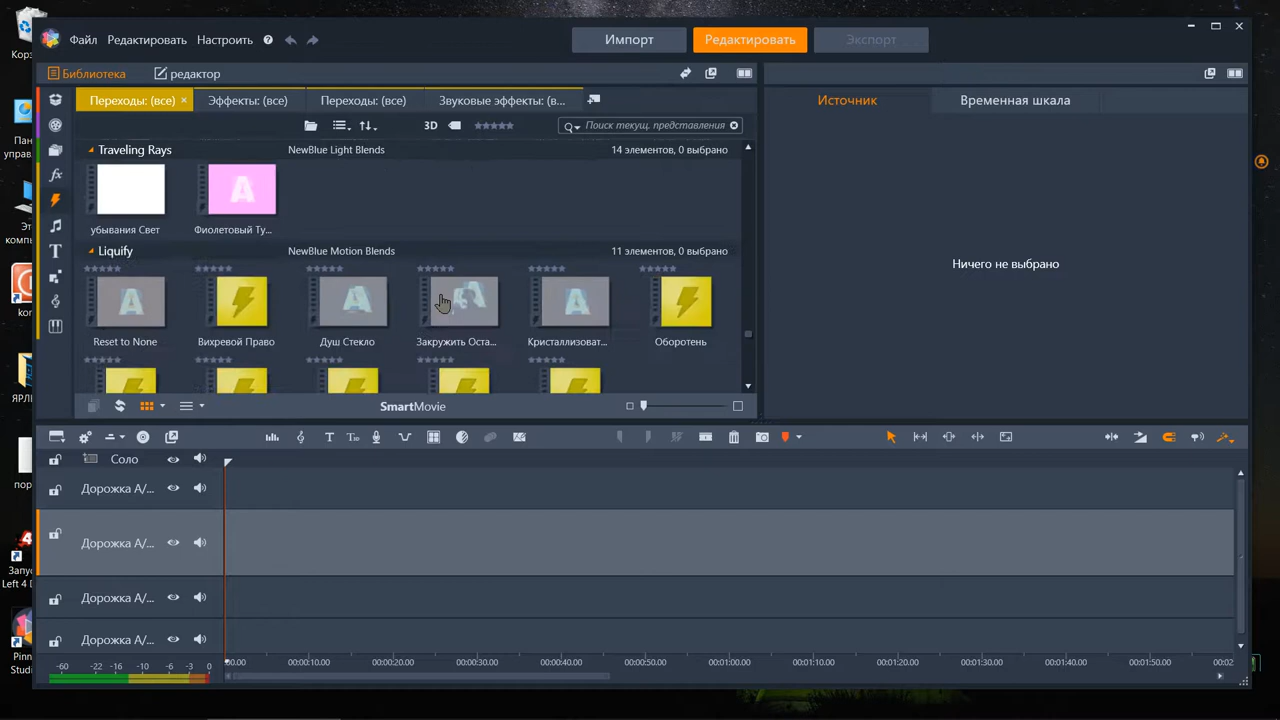 Файл
Редактировать
Настроить
Импорт
Редактировать
Экспорт
Библиотека
редактор
Переходы: (все)
Эффекты: (все)
Переходы: (все)
Звуковые эффекты: (в...
Источник
Временная шкала
3D
Поиск текущ. представления
Traveling Rays
NewBlue Light Blends
14 элементов, 0 выбрано
убывания Свет
Фиолетовый Ту...
Liquify
NewBlue Motion Blends
11 элементов, 0 выбрано
Reset to None
Вихревой Право
Душ Стекло
Закружить Оста...
Кристаллизоват...
Оборотень
Ничего не выбрано
SmartMovie
Соло
Дорожка А/...
Дорожка А/...
Дорожка А/...
Дорожка А/...
-60 -22 -16 -10 -6 -3 0
00.00 00:00:10.00 00:00:20.00 00:00:30.00 00:00:40.00 00:00:50.00 00:01:00.00 00:01:10.00 00:01:20.00 00:01:30.00 00:01:40.00 00:01:50.00 00:02
Left 4 D
Pinn
Studi